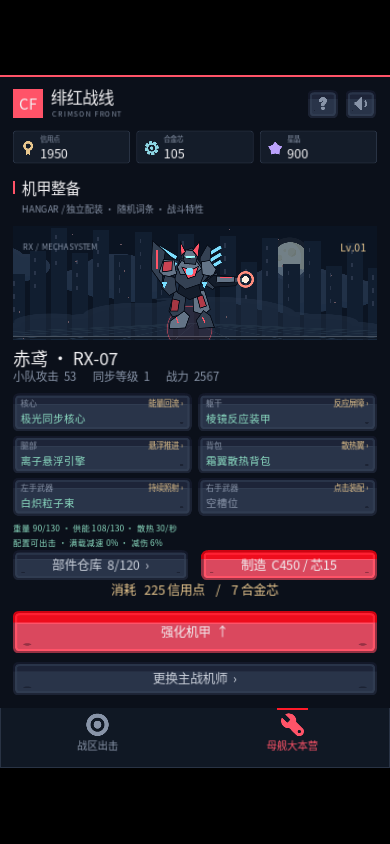 CF 绯红战线
CRIMSON FRONT
?
信用点 1950
合金芯 105
星晶 900
机甲整备
HANGAR / 独立配装 · 随机词条 · 战斗特性
RX / MECHA SYSTEM
Lv.01
赤鸢 · RX-07
小队攻击 53 同步等级 1 战力 2567
核心 能量回流 ›
极光同步核心
躯干 反应屏障 ›
棱镜反应装甲
腿部 悬浮推进 ›
离子悬浮引擎
背包 散热翼 ›
霜翼散热背包
左手武器 持续照射 ›
白炽粒子束
右手武器 点击装配 ›
空槽位
重量 90/130 · 供能 108/130 · 散热 30/秒
配置可出击 · 满载减速 0% · 减伤 6%
部件仓库 8/120 ›
制造 C450 / 芯15
消耗 225 信用点 / 7 合金芯
强化机甲 ↑
更换主战机师 ›
战区出击
母舰大本营